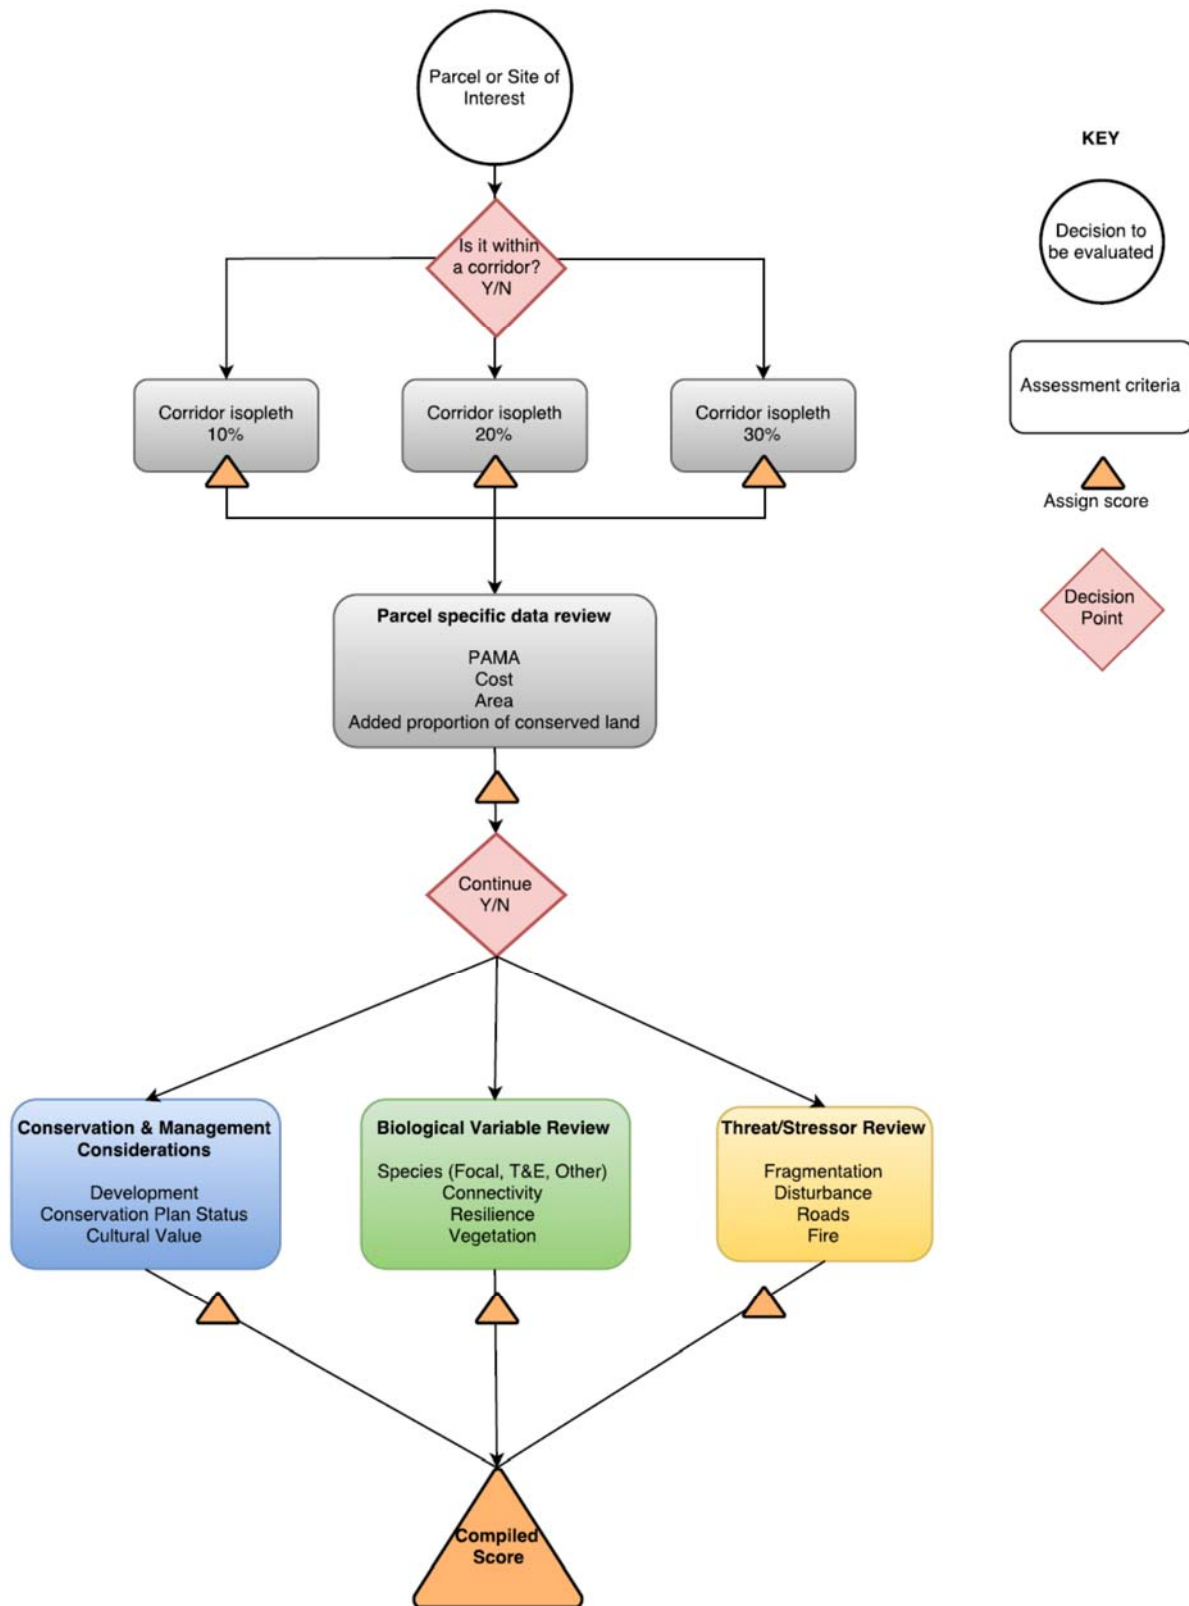 Parcel or Site of
Interest
KEY
Decision to
be evaluated
Is it within
a corridor?
Y/N
Assessment criteria
Corridor isopleth
10%
Corridor isopleth
20%
Corridor isopleth
30%
Assign score
Decision
Point
Parcel specific data review
PAMA
Cost
Area
Added proportion of conserved land
Continue
Y/N
Conservation & Management
Considerations
Development
Conservation Plan Status
Cultural Value
Biological Variable Review
Species (Focal, T&E, Other)
Connectivity
Resilience
Vegetation
Threat/Stressor Review
Fragmentation
Disturbance
Roads
Fire
Compiled
Score